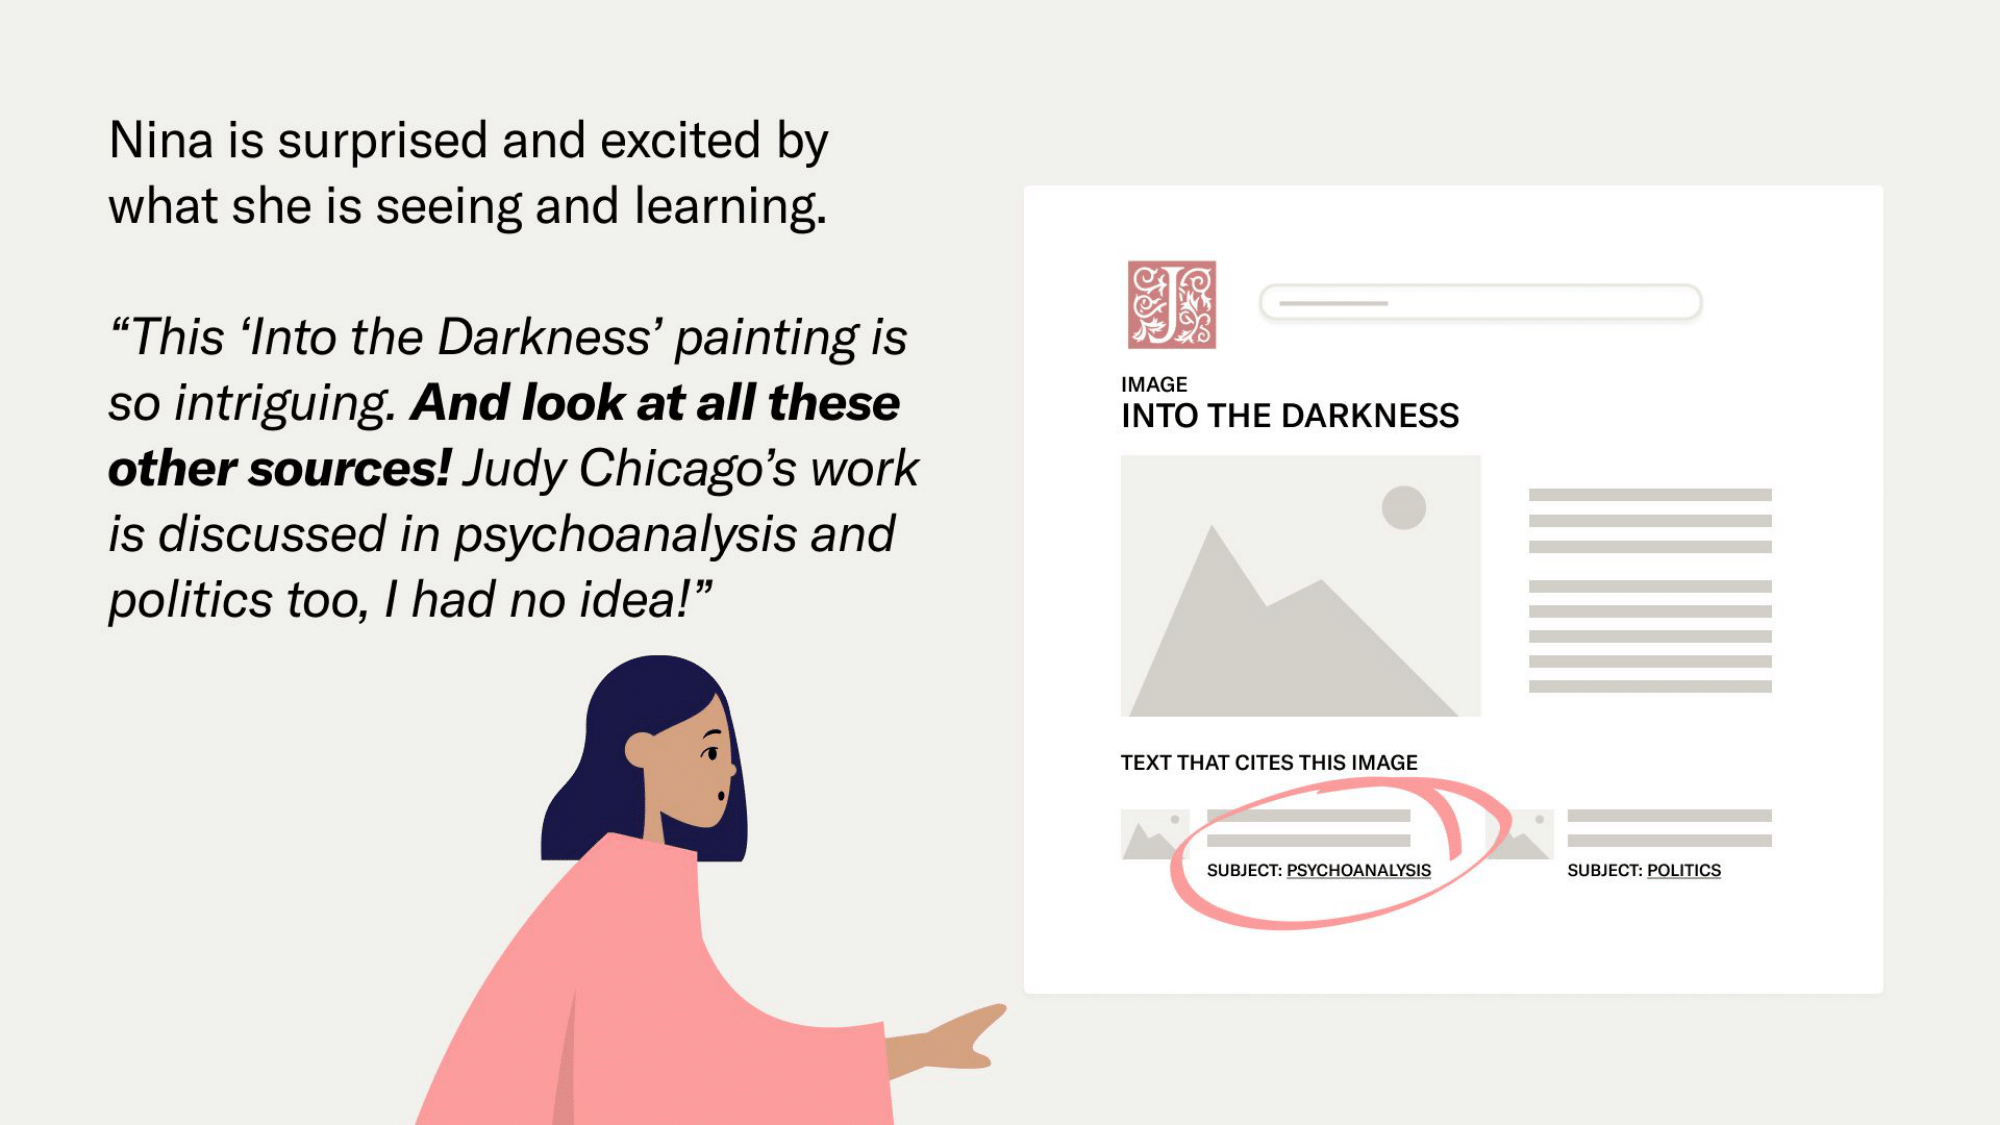 Nina is surprised and excited by
what she is seeing and learning.
“This ‘Into the Darkness’ painting is
so intriguing. And look at all these
other sources! Judy Chicago’s work
is discussed in psychoanalysis and
politics too, I had no idea!”
J
IMAGE
INTO THE DARKNESS
TEXT THAT CITES THIS IMAGE
SUBJECT: PSYCHOANALYSIS
SUBJECT: POLITICS